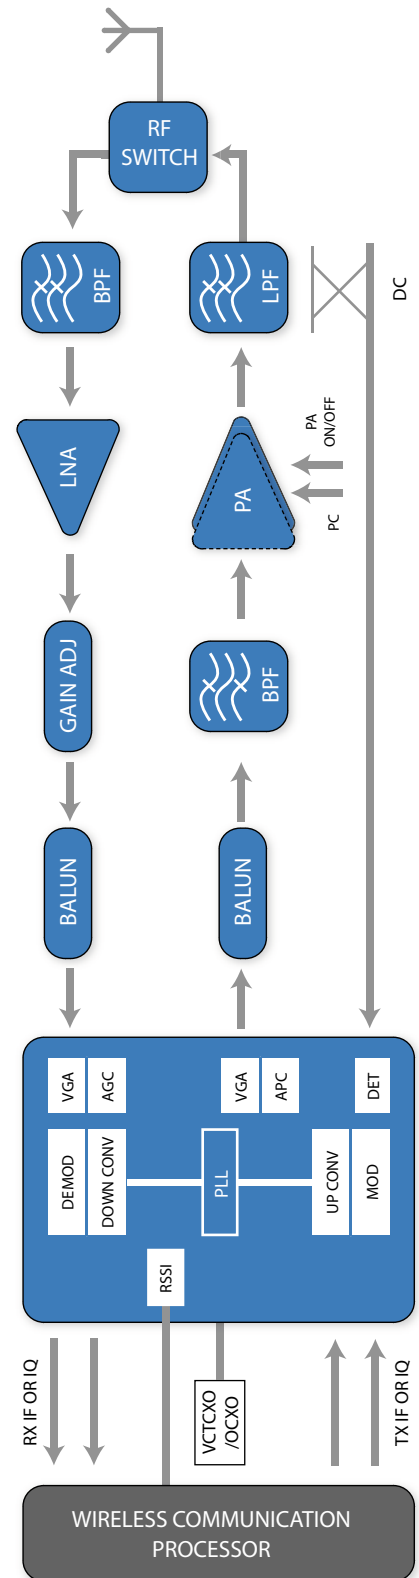 RF
SWITCH
BPF
LPF
DC
LNA
PA
PA
ON/OFF
PC
GAIN ADJ
BPF
BALUN
BALUN
VGA
AGC
VGA
APC
DET
DEMOD
DOWN CONV
PLL
UP CONV
MOD
RSSI
RX IF OR IQ
VCTCXO
/OCXO
TX IF OR IQ
WIRELESS COMMUNICATION
PROCESSOR